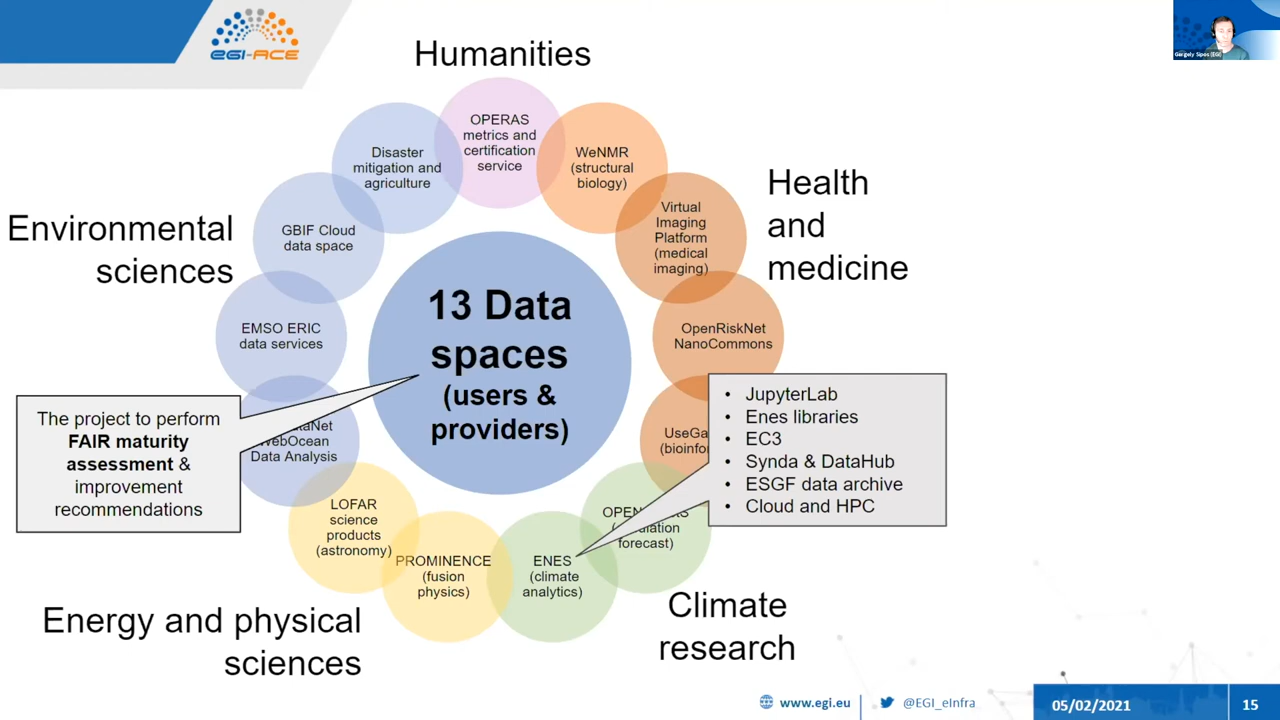 EGI-ACE
Gergely Sipos (EGI)
Humanities
OPERAS
metrics and
certification
service
Disaster
mitigation and
agriculture
WeNMR
(structural
biology)
Health
and
medicine
Virtual
Imaging
Platform
(medical
imaging)
Environmental
sciences
GBIF Cloud
data space
13 Data
spaces
(users &
providers)
EMSO ERIC
data services
OpenRiskNet
NanoCommons
The project to perform
FAIR maturity
assessment &
improvement
recommendations
Data Analysis
• JupyterLab
• Enes libraries
• EC3
• Synda & DataHub
• ESGF data archive
• Cloud and HPC
LOFAR
science
products
(astronomy)
PROMINENCE
(fusion
physics)
ENES
(climate
analytics)
forecast)
Energy and physical
sciences
Climate
research
www.egi.eu
@EGI_eInfra
05/02/2021
15